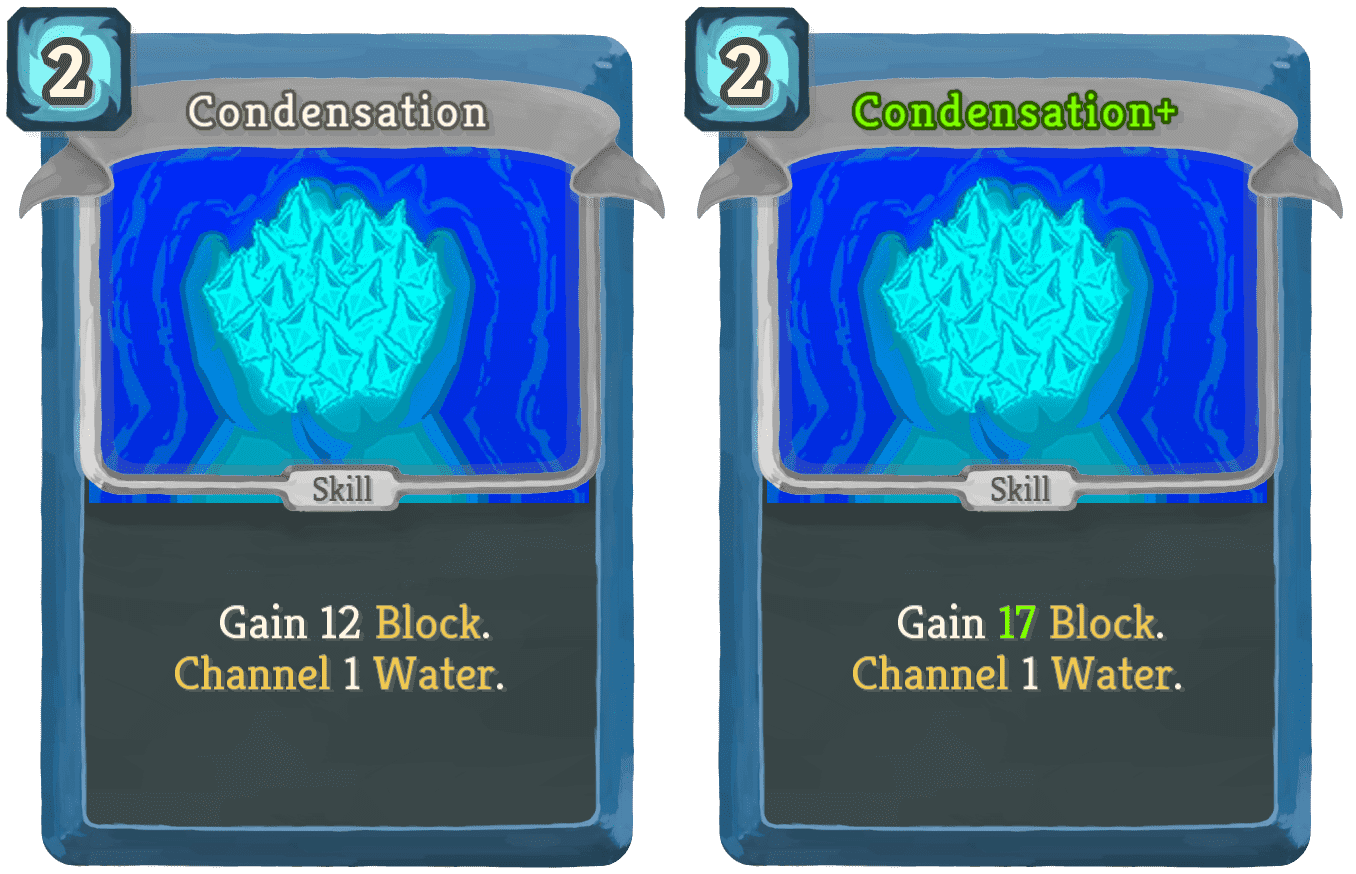 2
Condensation
Skill
Gain 12 Block.
Channel 1 Water.
2
Condensation+
Skill
Gain 17 Block.
Channel 1 Water.